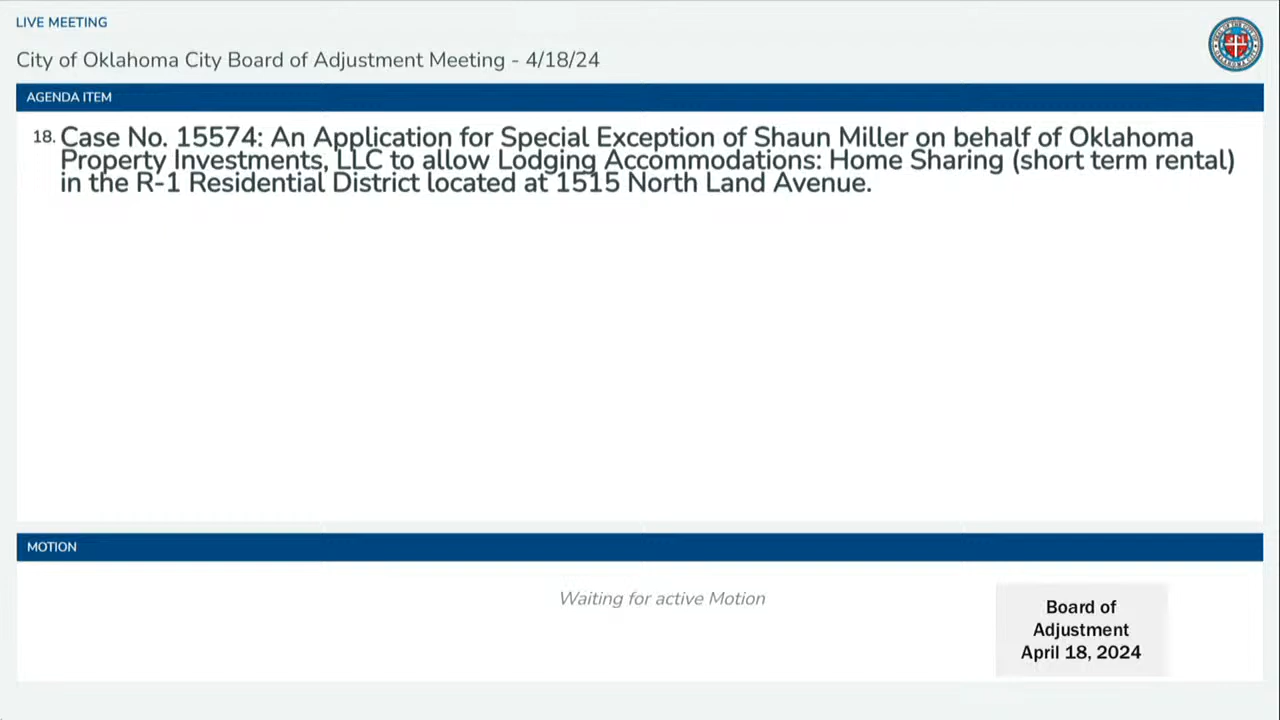 LIVE MEETING
City of Oklahoma City Board of Adjustment Meeting - 4/18/24
AGENDA ITEM
18. Case No. 15574: An Application for Special Exception of Shaun Miller on behalf of Oklahoma
Property Investments, LLC to allow Lodging Accommodations: Home Sharing (short term rental)
in the R-1 Residential District located at 1515 North Land Avenue.
MOTION
Waiting for active Motion
Board of
Adjustment
April 18, 2024